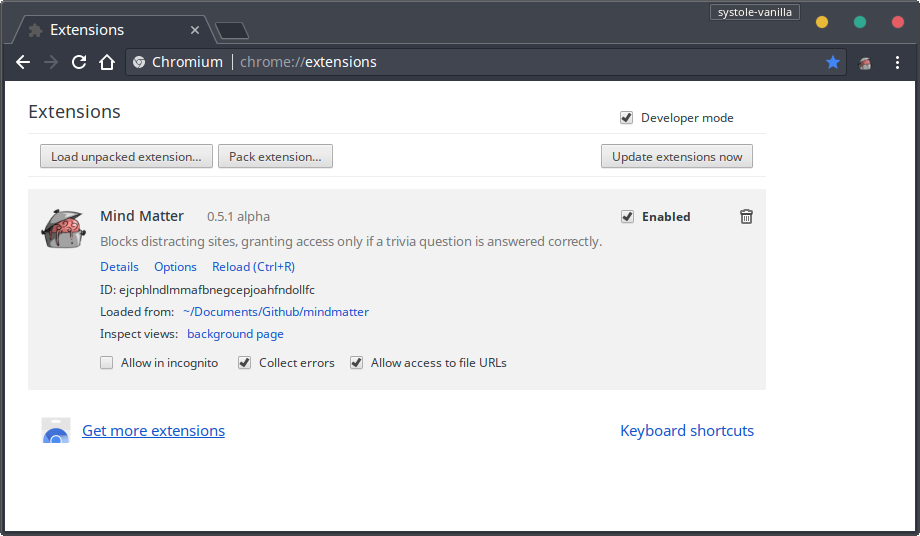 systole-vanilla
Extensions
Chromium chrome://extensions
Extensions
Developer mode
Load unpacked extension... Pack extension... Update extensions now
Mind Matter 0.5.1 alpha Enabled
Blocks distracting sites, granting access only if a trivia question is answered correctly.
Details Options Reload (Ctrl+R)
ID: ejcphlndlmmafbnegcepjoahfndollfc
Loaded from: ~/Documents/Github/mindmatter
Inspect views: background page
Allow in incognito Collect errors Allow access to file URLs
Get more extensions Keyboard shortcuts